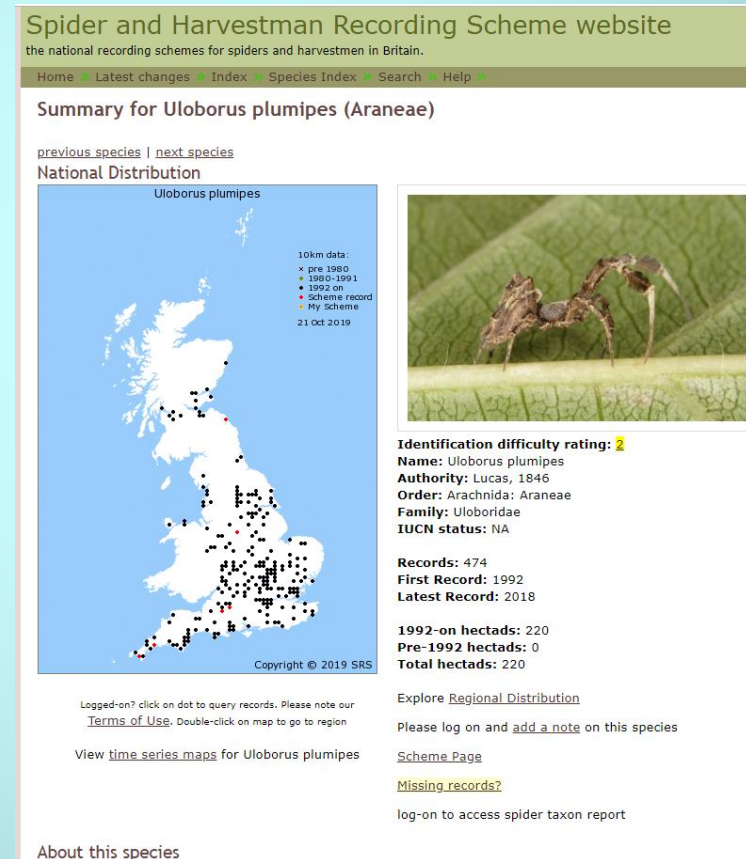 Spider and Harvestman Recording Scheme website
the national recording schemes for spiders and harvestmen in Britain.
Home » Latest changes » Index » Species Index » Search » Help »
Summary for Uloborus plumipes (Araneae)
previous species | next species
National Distribution
Uloborus plumipes
10km data:
pre 1980
1980-1991
1992 on
Scheme record
My Scheme
21 Oct 2019
Copyright © 2019 SRS
Logged-on? click on dot to query records. Please note our
Terms of Use. Double-click on map to go to region
View time series maps for Uloborus plumipes
Identification difficulty rating: 2
Name: Uloborus plumipes
Authority: Lucas, 1846
Order: Arachnida: Araneae
Family: Uloboridae
IUCN status: NA
Records: 474
First Record: 1992
Latest Record: 2018
1992-on hectads: 220
Pre-1992 hectads: 0
Total hectads: 220
Explore Regional Distribution
Please log on and add a note on this species
Scheme Page
Missing records?
log-on to access spider taxon report
About this species